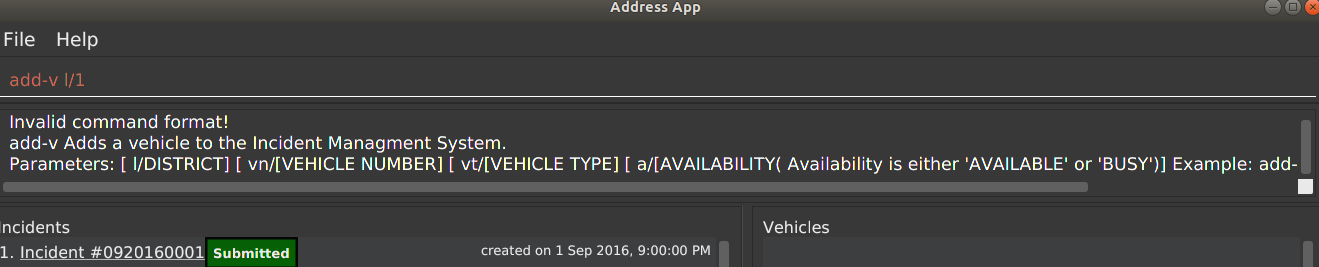 Address App
File Help
add-v l/1
Invalid command format!
add-v Adds a vehicle to the Incident Managment System.
Parameters: [ l/DISTRICT] [ vn/[VEHICLE NUMBER] [ vt/[VEHICLE TYPE] [ a/[AVAILABILITY( Availability is either 'AVAILABLE' or 'BUSY')] Example: add-
Incidents
Vehicles
1. Incident #0920160001 Submitted created on 1 Sep 2016, 9:00:00 PM